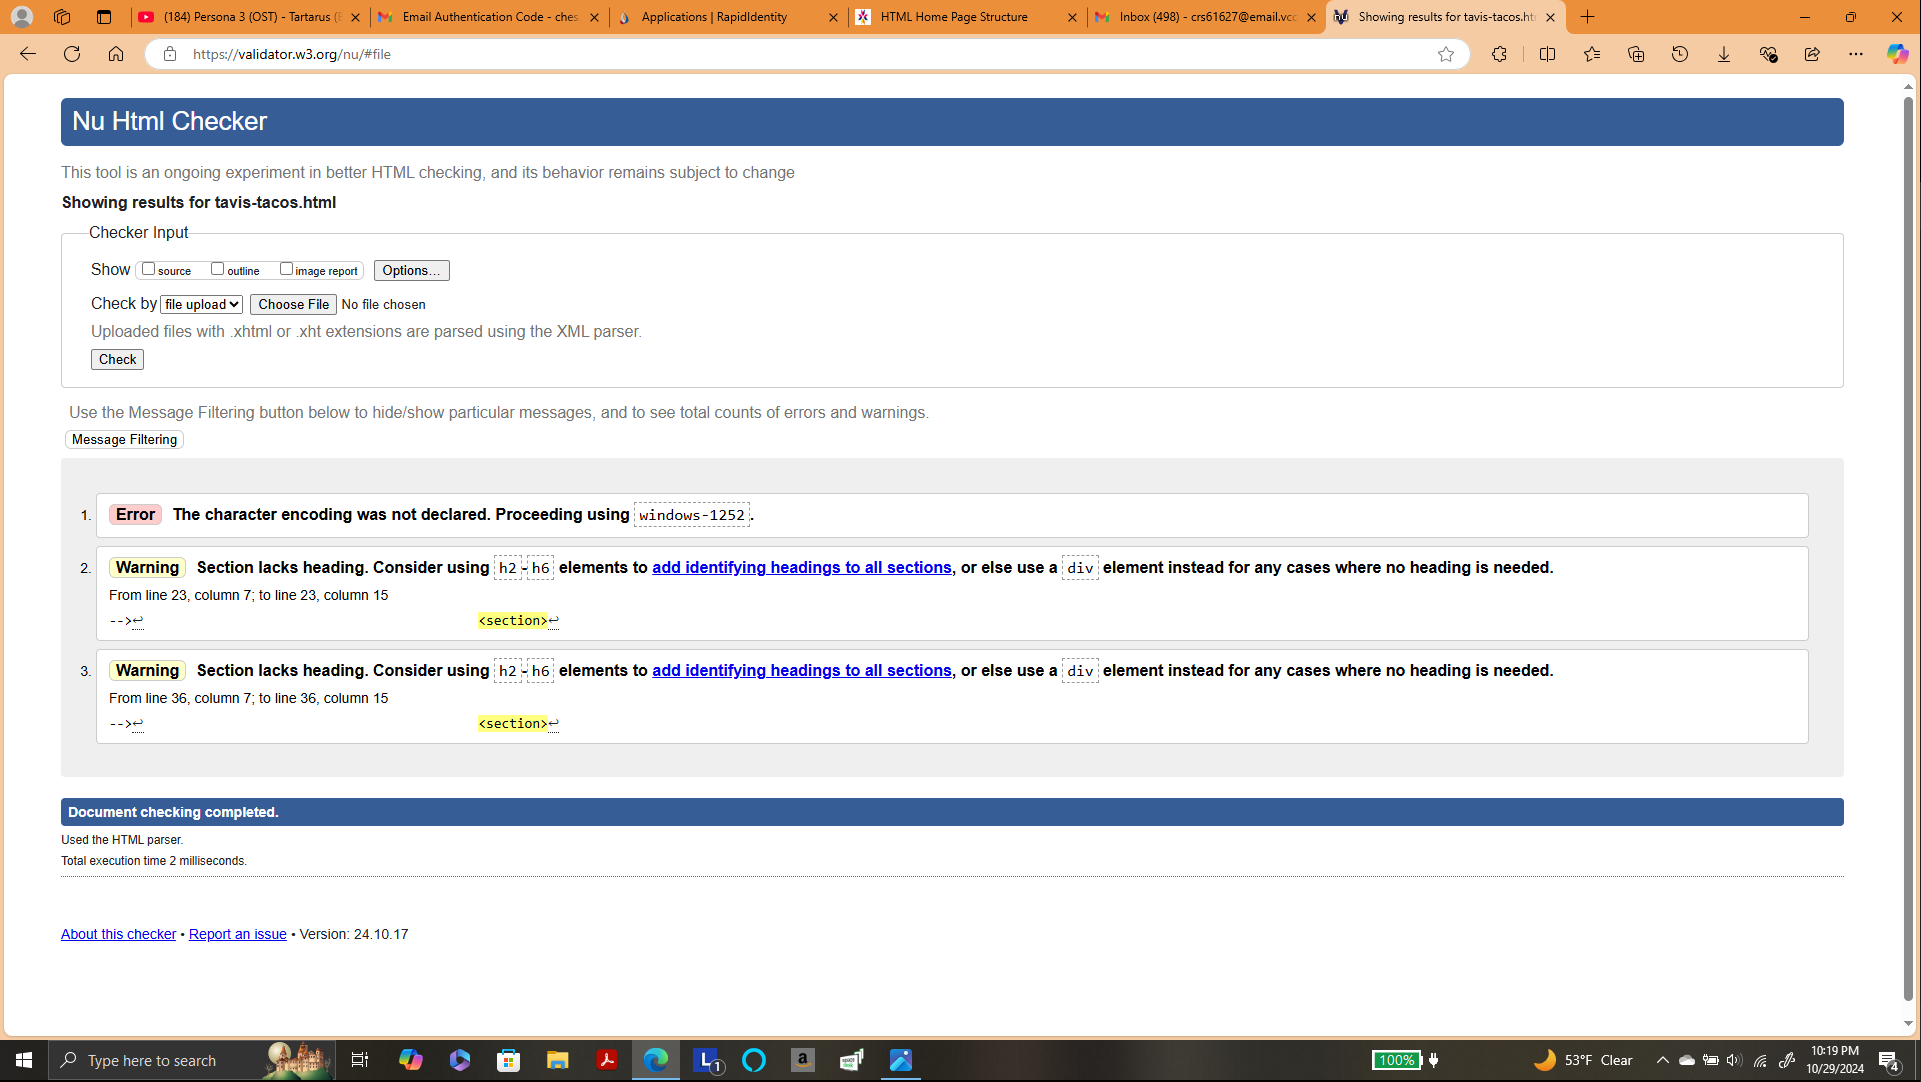 (184) Persona 3 (OST) - Tartarus (
Email Authentication Code - ches
Applications | RapidIdentity
HTML Home Page Structure
Inbox (498) - crs61627@email.vcc
Showing results for tavis-tacos.ht
https://validator.w3.org/nu/#file
Nu Html Checker
This tool is an ongoing experiment in better HTML checking, and its behavior remains subject to change
Showing results for tavis-tacos.html
Checker Input
Show source outline image report Options...
Check by file upload Choose File No file chosen
Uploaded files with .xhtml or .xht extensions are parsed using the XML parser.
Check
Use the Message Filtering button below to hide/show particular messages, and to see total counts of errors and warnings.
Message Filtering
1. Error The character encoding was not declared. Proceeding using windows-1252.
2. Warning Section lacks heading. Consider using h2-h6 elements to add identifying headings to all sections, or else use a div element instead for any cases where no heading is needed.
From line 23, column 7; to line 23, column 15
-->↩ <section>↩
3. Warning Section lacks heading. Consider using h2-h6 elements to add identifying headings to all sections, or else use a div element instead for any cases where no heading is needed.
From line 36, column 7; to line 36, column 15
-->↩ <section>↩
Document checking completed.
Used the HTML parser.
Total execution time 2 milliseconds.
About this checker • Report an issue • Version: 24.10.17
Type here to search
L 1
a
100%
53°F Clear
10:19 PM
10/29/2024
4